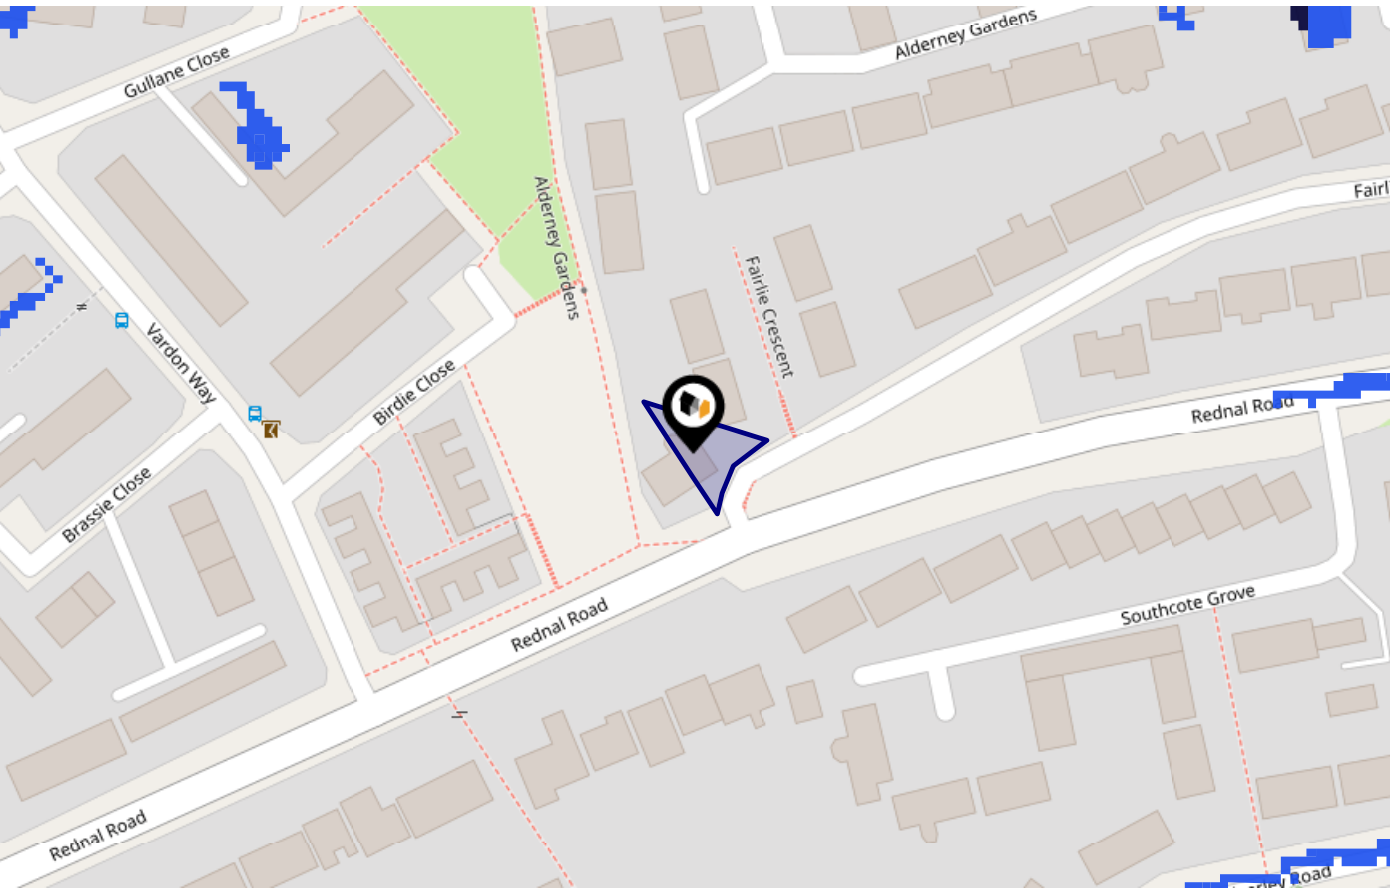 Gullane Close
Alderney Gardens
Alderney Gardens
Fairlie Crescent
Vardon Way
Birdie Close
Brassie Close
Rednal Road
Rednal Road
Southcote Grove
Rednal Road
Road